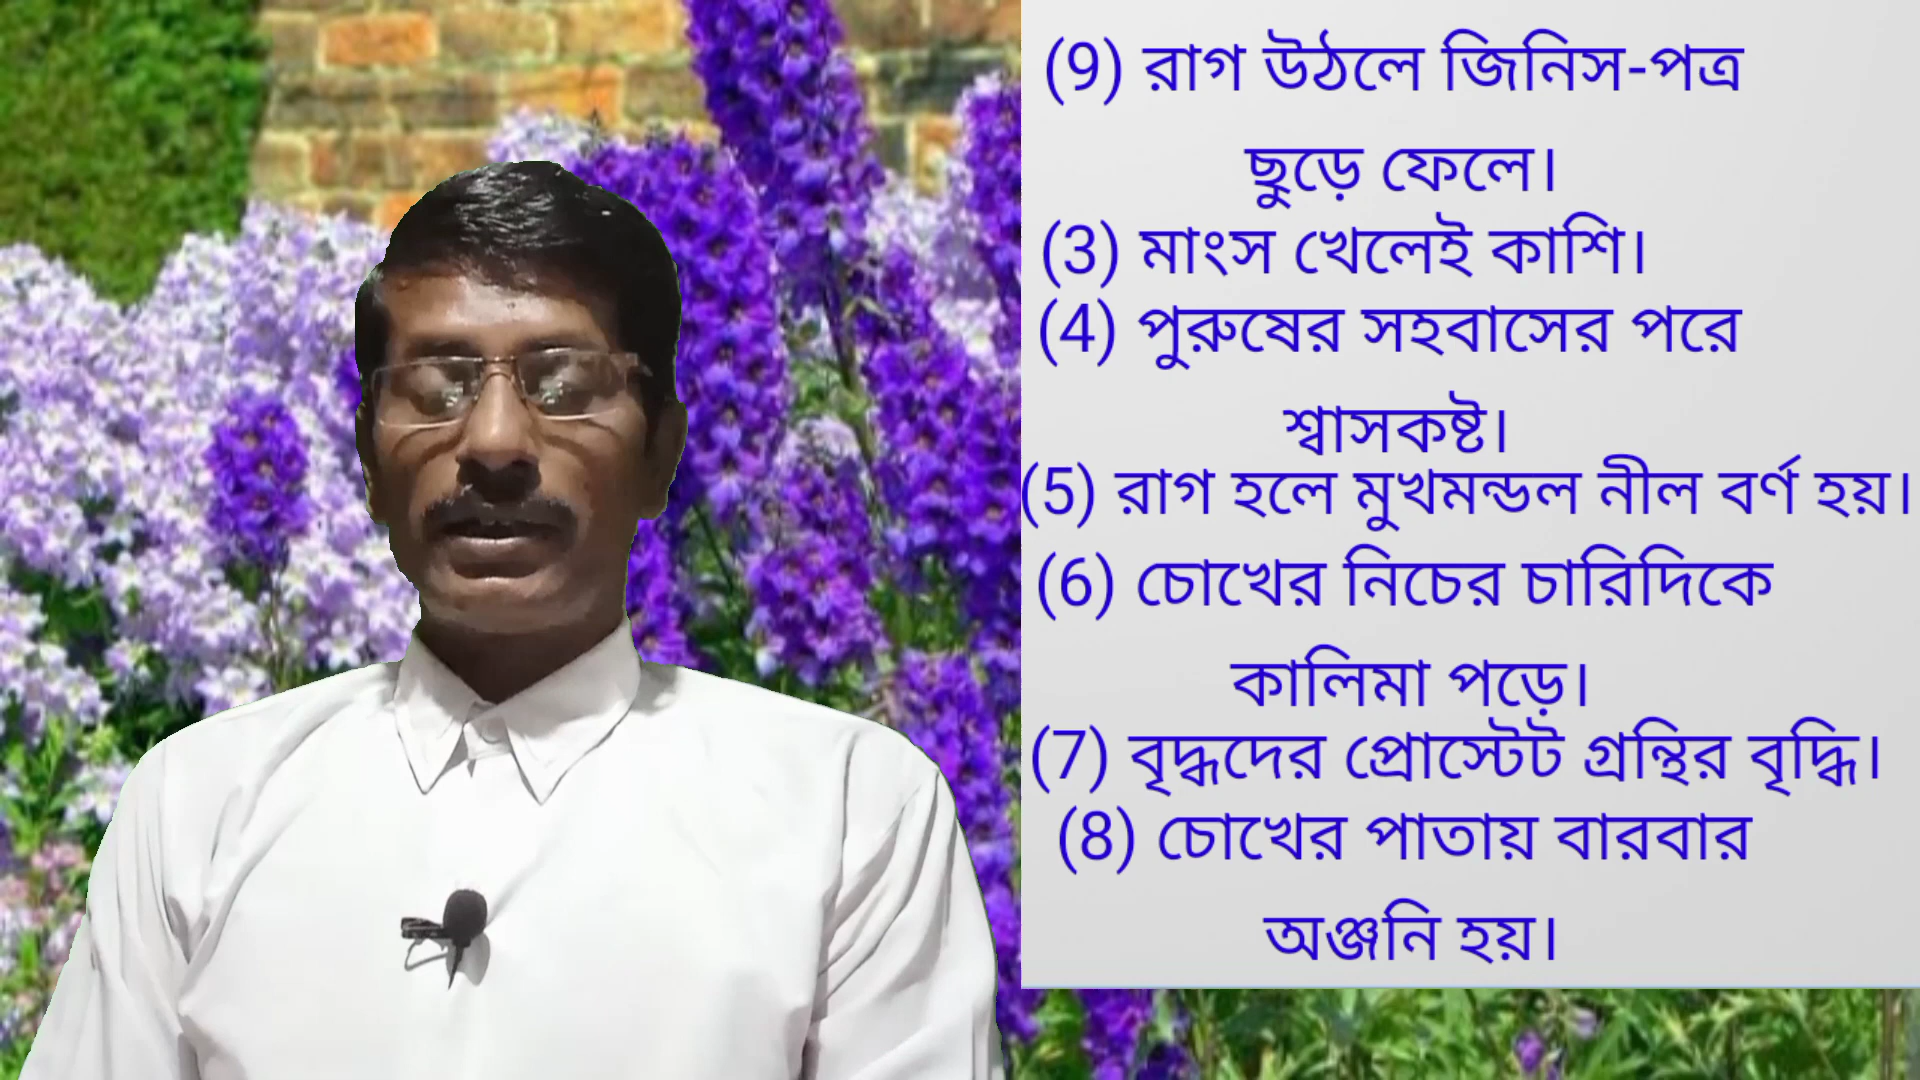 (9) রাগ উঠলে জিনিস-পত্র
ছুড়ে ফেলে।
(3) মাংস খেলেই কাশি।
(4) পুরুষের সহবাসের পরে
শ্বাসকষ্ট।
(5) রাগ হলে মুখমন্ডল নীল বর্ণ হয়।
(6) চোখের নিচের চারিদিকে
কালিমা পড়ে।
(7) বৃদ্ধদের প্রোস্টেট গ্রন্থির বৃদ্ধি।
(8) চোখের পাতায় বারবার
অঞ্জনি হয়।